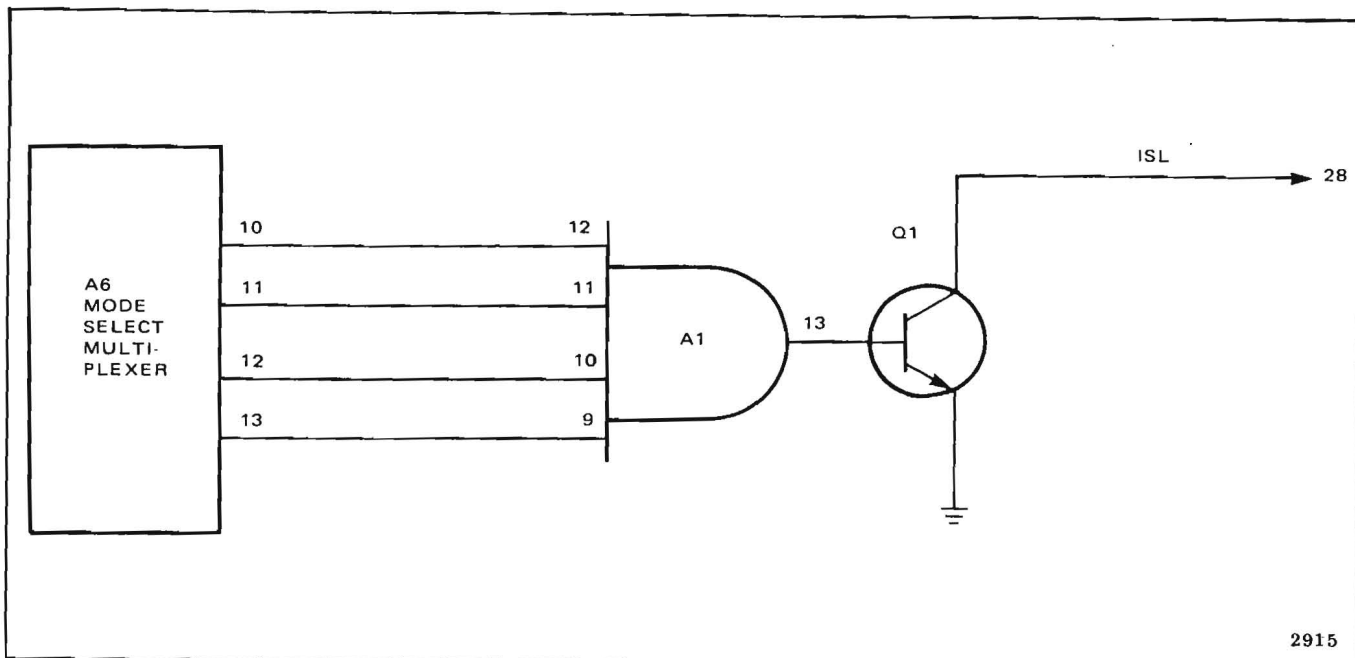 A6
MODE
SELECT
MULTI-
PLEXER
10
11
12
13
12
11
10
9
A1
13
Q1
ISL
28
2915